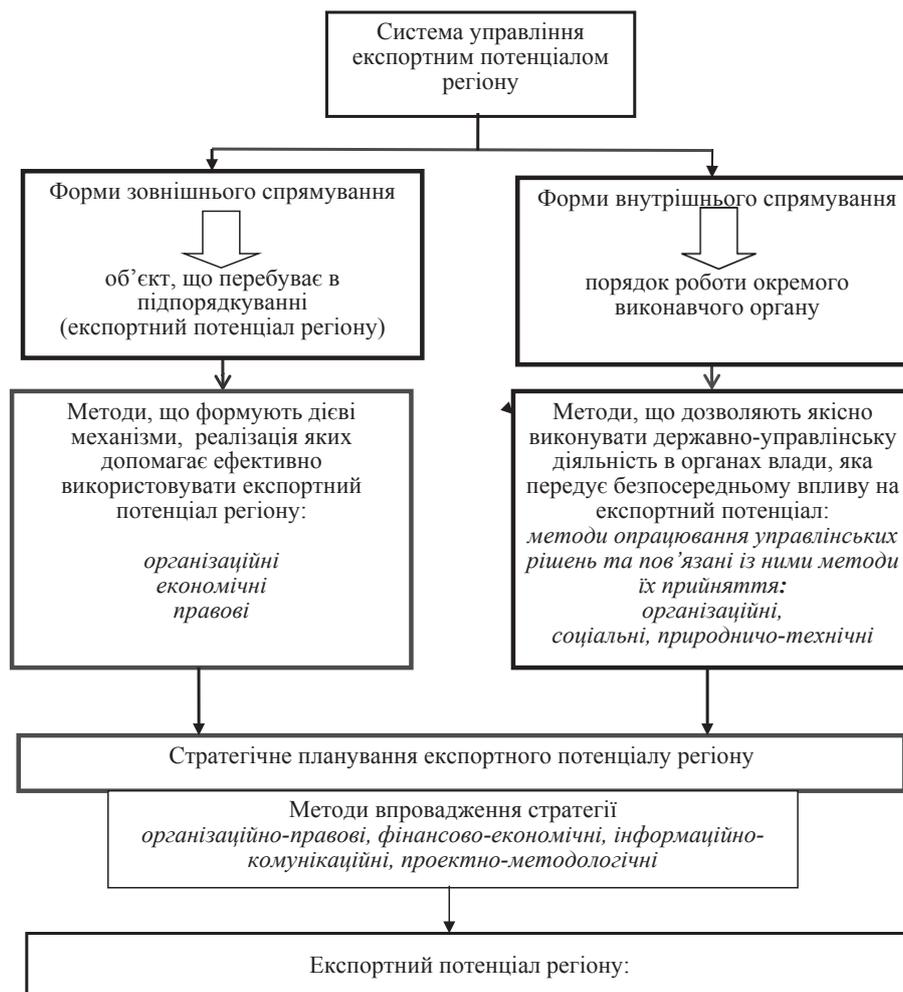 Система управління
експортним потенціалом
регіону
Форми зовнішнього спрямування
об’єкт, що перебуває в
підпорядкуванні
(експортний потенціал регіону)
Форми внутрішнього спрямування
порядок роботи окремого
виконавчого органу
Методи, що формують дієві
механізми, реалізація яких
допомагає ефективно
використовувати експортний
потенціал регіону:
організаційні
економічні
правові
Методи, що дозволяють якісно
виконувати державно-управлінську
діяльність в органах влади, яка
передує безпосередньому впливу на
експортний потенціал:
методи опрацювання управлінських
рішень та пов’язані із ними методи
їх прийняття:
організаційні,
соціальні, природничо-технічні
Стратегічне планування експортного потенціалу регіону
Методи впровадження стратегії
організаційно-правові, фінансово-економічні, інформаційно-
комунікаційні, проектно-методологічні
Експортний потенціал регіону: